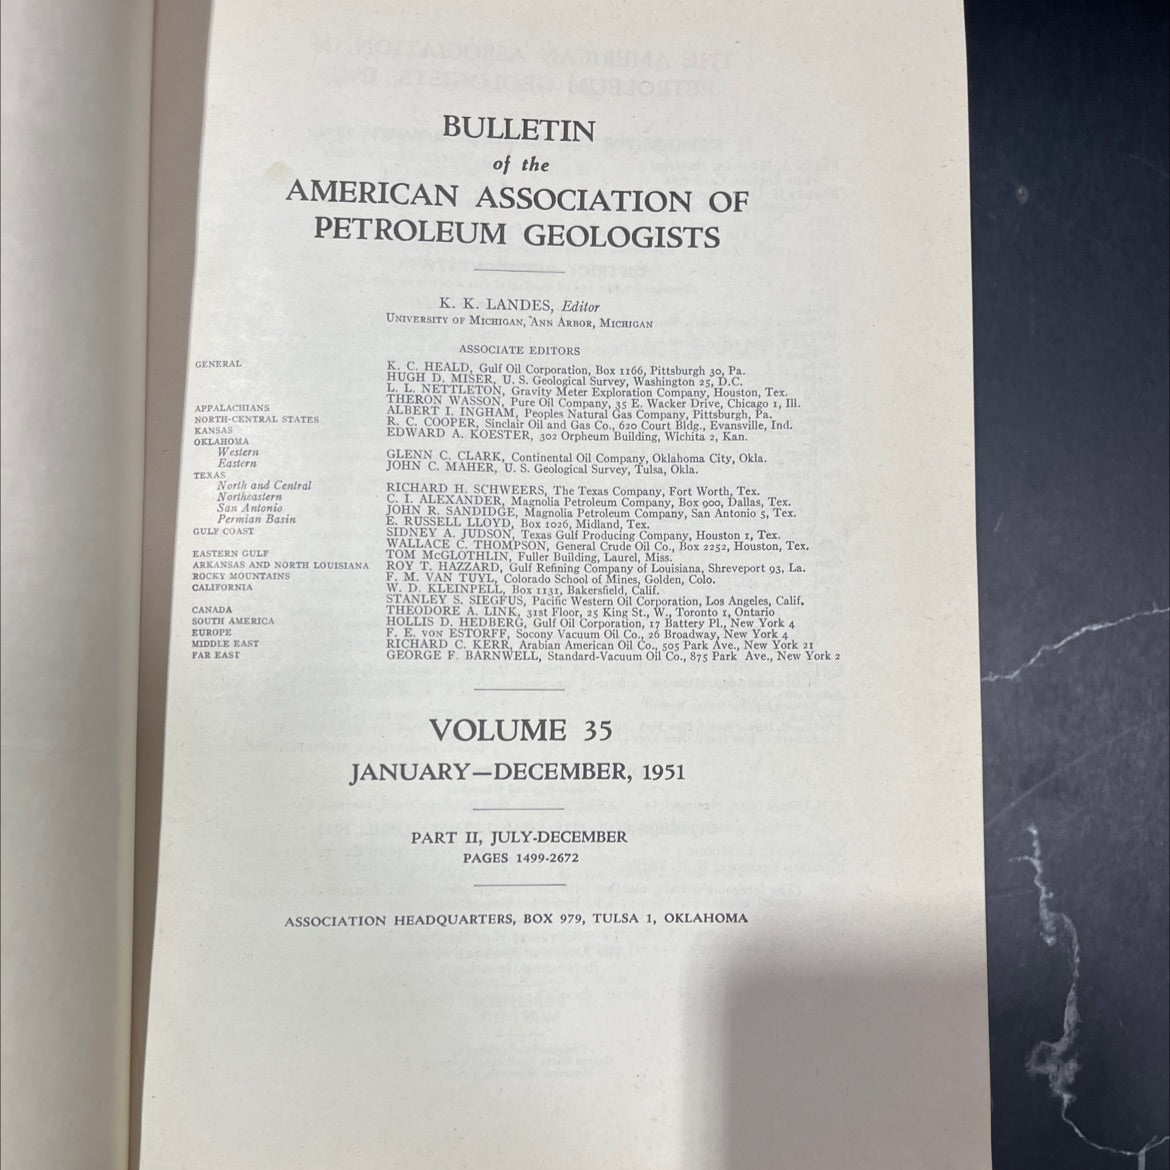 BULLETIN
of the
AMERICAN ASSOCIATION OF
PETROLEUM GEOLOGISTS
K. K. LANDES, Editor
UNIVERSITY OF MICHIGAN, ANN ARBOR, MICHIGAN
ASSOCIATE EDITORS
GENERAL K. C. HEALD, Gulf Oil Corporation, Box 1166, Pittsburgh 30, Pa.
HUGH D. MISER, U. S. Geological Survey, Washington 25, D.C.
L. L. NETTLETON, Gravity Meter Exploration Company, Houston, Tex.
THERON WASSON, Pure Oil Company, 35 E. Wacker Drive, Chicago 1, Ill.
APPALACHIANS ALBERT I. INGHAM, Peoples Natural Gas Company, Pittsburgh, Pa.
NORTH-CENTRAL STATES R. C. COOPER, Sinclair Oil and Gas Co., 620 Court Bldg., Evansville, Ind.
KANSAS EDWARD A. KOESTER, 302 Orpheum Building, Wichita 2, Kan.
OKLAHOMA
Western GLENN C. CLARK, Continental Oil Company, Oklahoma City, Okla.
Eastern JOHN C. MAHER, U. S. Geological Survey, Tulsa, Okla.
TEXAS
North and Central RICHARD H. SCHWEERS, The Texas Company, Fort Worth, Tex.
Northeastern C. I. ALEXANDER, Magnolia Petroleum Company, Box 900, Dallas, Tex.
San Antonio JOHN R. SANDIDGE, Magnolia Petroleum Company, San Antonio 5, Tex.
Permian Basin E. RUSSELL LLOYD, Box 1026, Midland, Tex.
GULF COAST SIDNEY A. JUDSON, Texas Gulf Producing Company, Houston 1, Tex.
WALLACE C. THOMPSON, General Crude Oil Co., Box 2252, Houston, Tex.
EASTERN GULF TOM McGLOTHLIN, Fuller Building, Laurel, Miss.
ARKANSAS AND NORTH LOUISIANA ROY T. HAZZARD, Gulf Refining Company of Louisiana, Shreveport 93, La.
ROCKY MOUNTAINS F. M. VAN TUYL, Colorado School of Mines, Golden, Colo.
CALIFORNIA W. D. KLEINPELL, Box 1131, Bakersfield, Calif.
STANLEY S. SIEGFUS, Pacific Western Oil Corporation, Los Angeles, Calif.
CANADA THEODORE A. LINK, 31st Floor, 25 King St., W., Toronto 1, Ontario
SOUTH AMERICA HOLLIS D. HEDBERG, Gulf Oil Corporation, 17 Battery Pl., New York 4
EUROPE F. E. VON ESTORFF, Socony Vacuum Oil Co., 26 Broadway, New York 4
MIDDLE EAST RICHARD C. KERR, Arabian American Oil Co., 505 Park Ave., New York 21
FAR EAST GEORGE F. BARNWELL, Standard-Vacuum Oil Co., 875 Park Ave., New York 2
VOLUME 35
JANUARY—DECEMBER, 1951
PART II, JULY-DECEMBER
PAGES 1499-2672
ASSOCIATION HEADQUARTERS, BOX 979, TULSA 1, OKLAHOMA